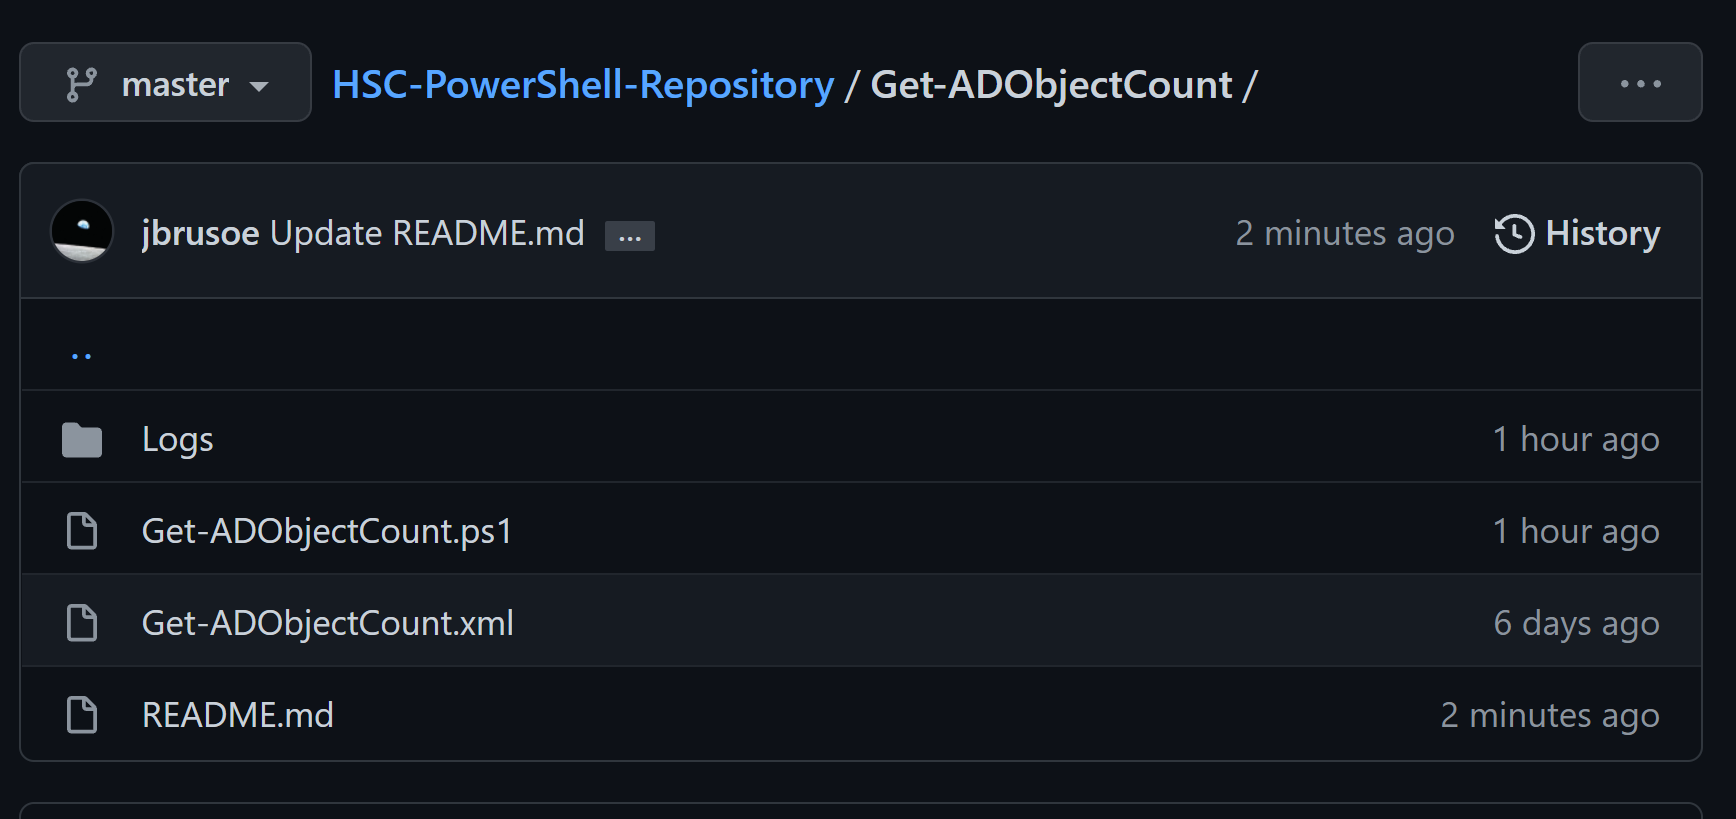 master HSC-PowerShell-Repository / Get-ADObjectCount / ...
jbrusoe Update README.md ... 2 minutes ago History
..
Logs 1 hour ago
Get-ADObjectCount.ps1 1 hour ago
Get-ADObjectCount.xml 6 days ago
README.md 2 minutes ago